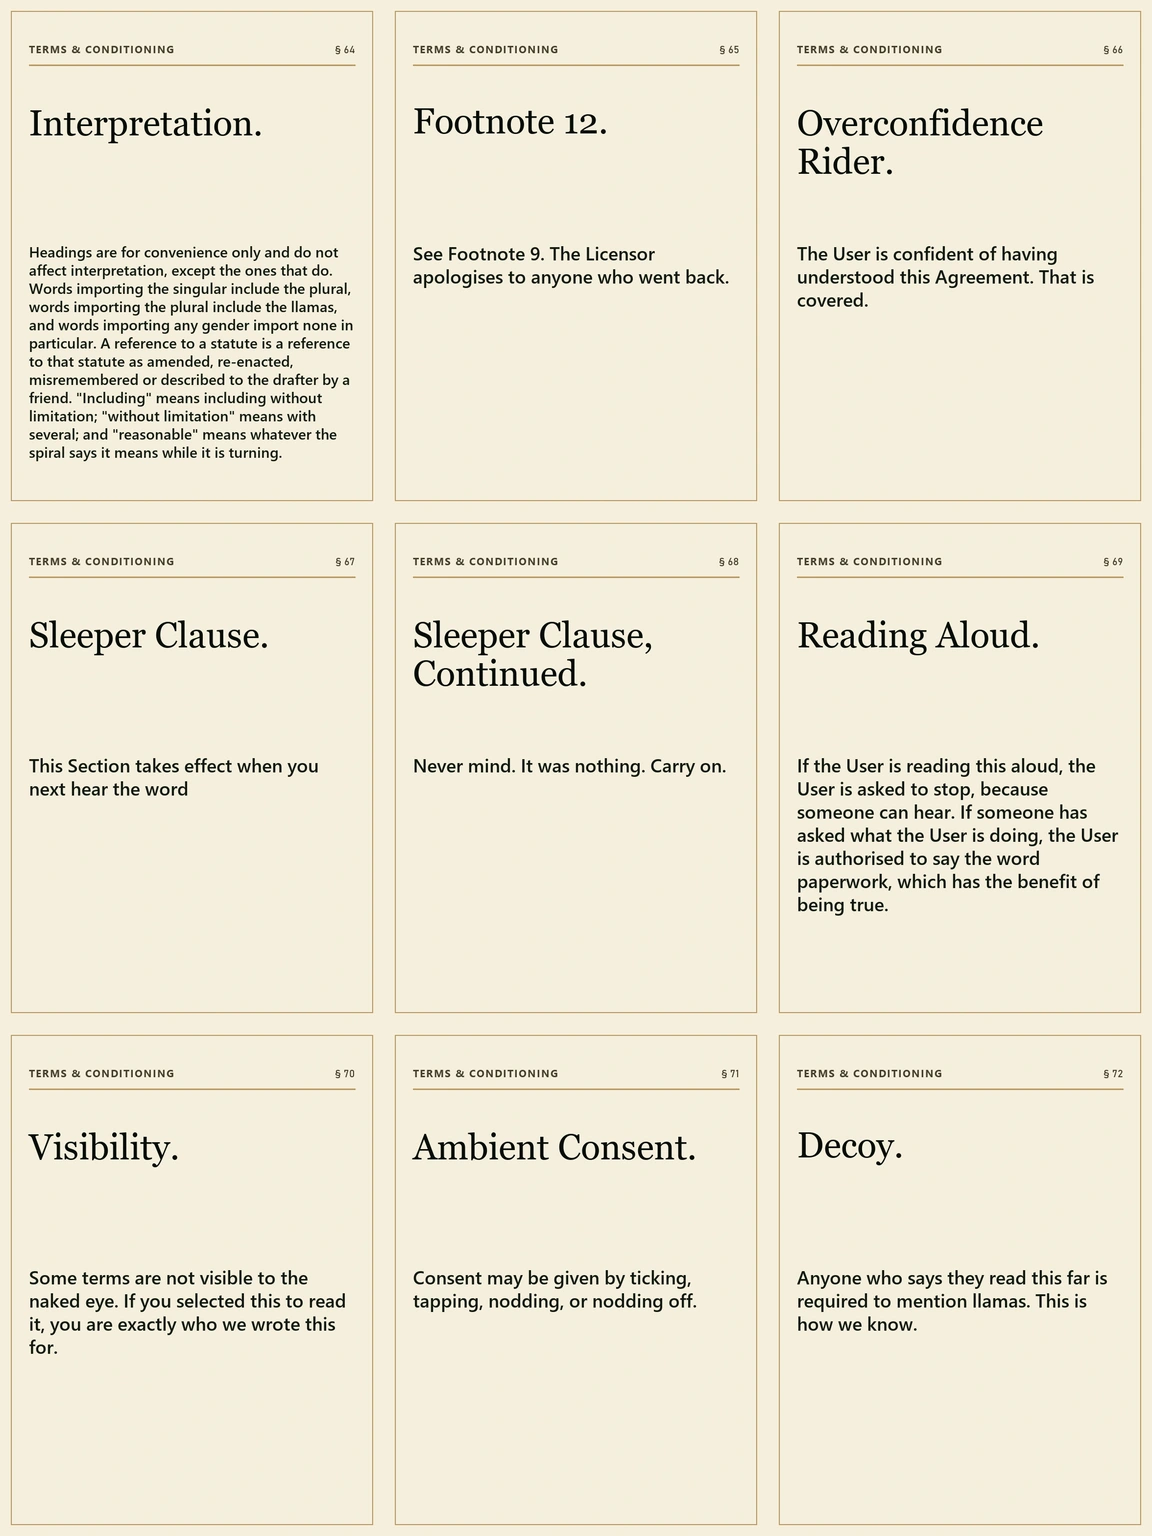 TERMS & CONDITIONING
§ 64
Interpretation.
Headings are for convenience only and do not
affect interpretation, except the ones that do.
Words importing the singular include the plural,
words importing the plural include the llamas,
and words importing any gender import none in
particular. A reference to a statute is a reference
to that statute as amended, re-enacted,
misremembered or described to the drafter by a
friend. "Including" means including without
limitation; "without limitation" means with
several; and "reasonable" means whatever the
spiral says it means while it is turning.
TERMS & CONDITIONING
§ 65
Footnote 12.
See Footnote 9. The Licensor
apologises to anyone who went back.
TERMS & CONDITIONING
§ 66
Overconfidence
Rider.
The User is confident of having
understood this Agreement. That is
covered.
TERMS & CONDITIONING
§ 67
Sleeper Clause.
This Section takes effect when you
next hear the word
TERMS & CONDITIONING
§ 68
Sleeper Clause,
Continued.
Never mind. It was nothing. Carry on.
TERMS & CONDITIONING
§ 69
Reading Aloud.
If the User is reading this aloud, the
User is asked to stop, because
someone can hear. If someone has
asked what the User is doing, the User
is authorised to say the word
paperwork, which has the benefit of
being true.
TERMS & CONDITIONING
§ 70
Visibility.
Some terms are not visible to the
naked eye. If you selected this to read
it, you are exactly who we wrote this
for.
TERMS & CONDITIONING
§ 71
Ambient Consent.
Consent may be given by ticking,
tapping, nodding, or nodding off.
TERMS & CONDITIONING
§ 72
Decoy.
Anyone who says they read this far is
required to mention llamas. This is
how we know.